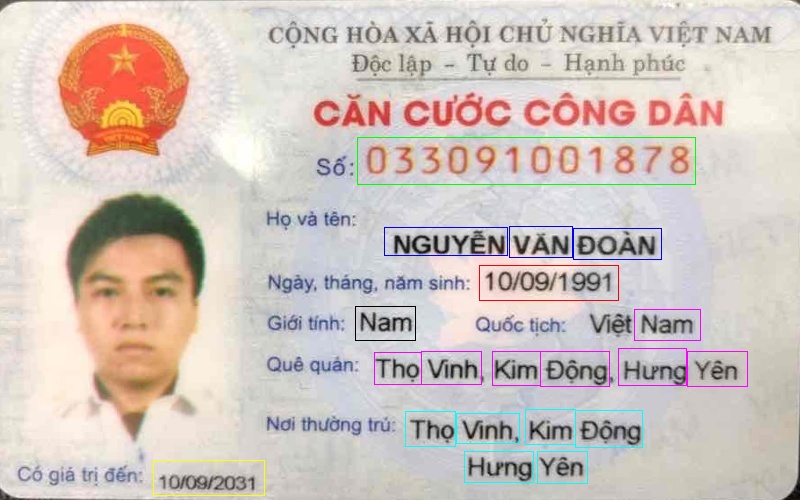 CỘNG HÒA XÃ HỘI CHỦ NGHĨA VIỆT NAM
Độc lập - Tự do - Hạnh phúc
CĂN CƯỚC CÔNG DÂN
Số: 033091001878
Họ và tên:
NGUYỄN VĂN ĐOÀN
Ngày, tháng, năm sinh: 10/09/1991
Giới tính: Nam Quốc tịch: Việt Nam
Quê quán: Thọ Vinh, Kim Động, Hưng Yên
Nơi thường trú: Thọ Vinh, Kim Động
Hưng Yên
Có giá trị đến: 10/09/2031